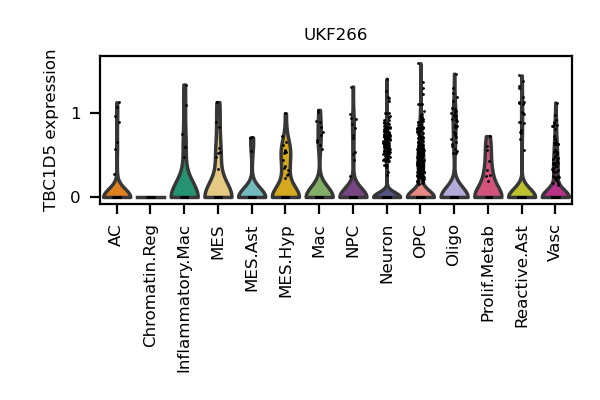 UKF266
TBC1D5 expression
1
0
AC
Chromatin.Reg
Inflammatory.Mac
MES
MES.Ast
MES.Hyp
Mac
NPC
Neuron
OPC
Oligo
Prolif.Metab
Reactive.Ast
Vasc